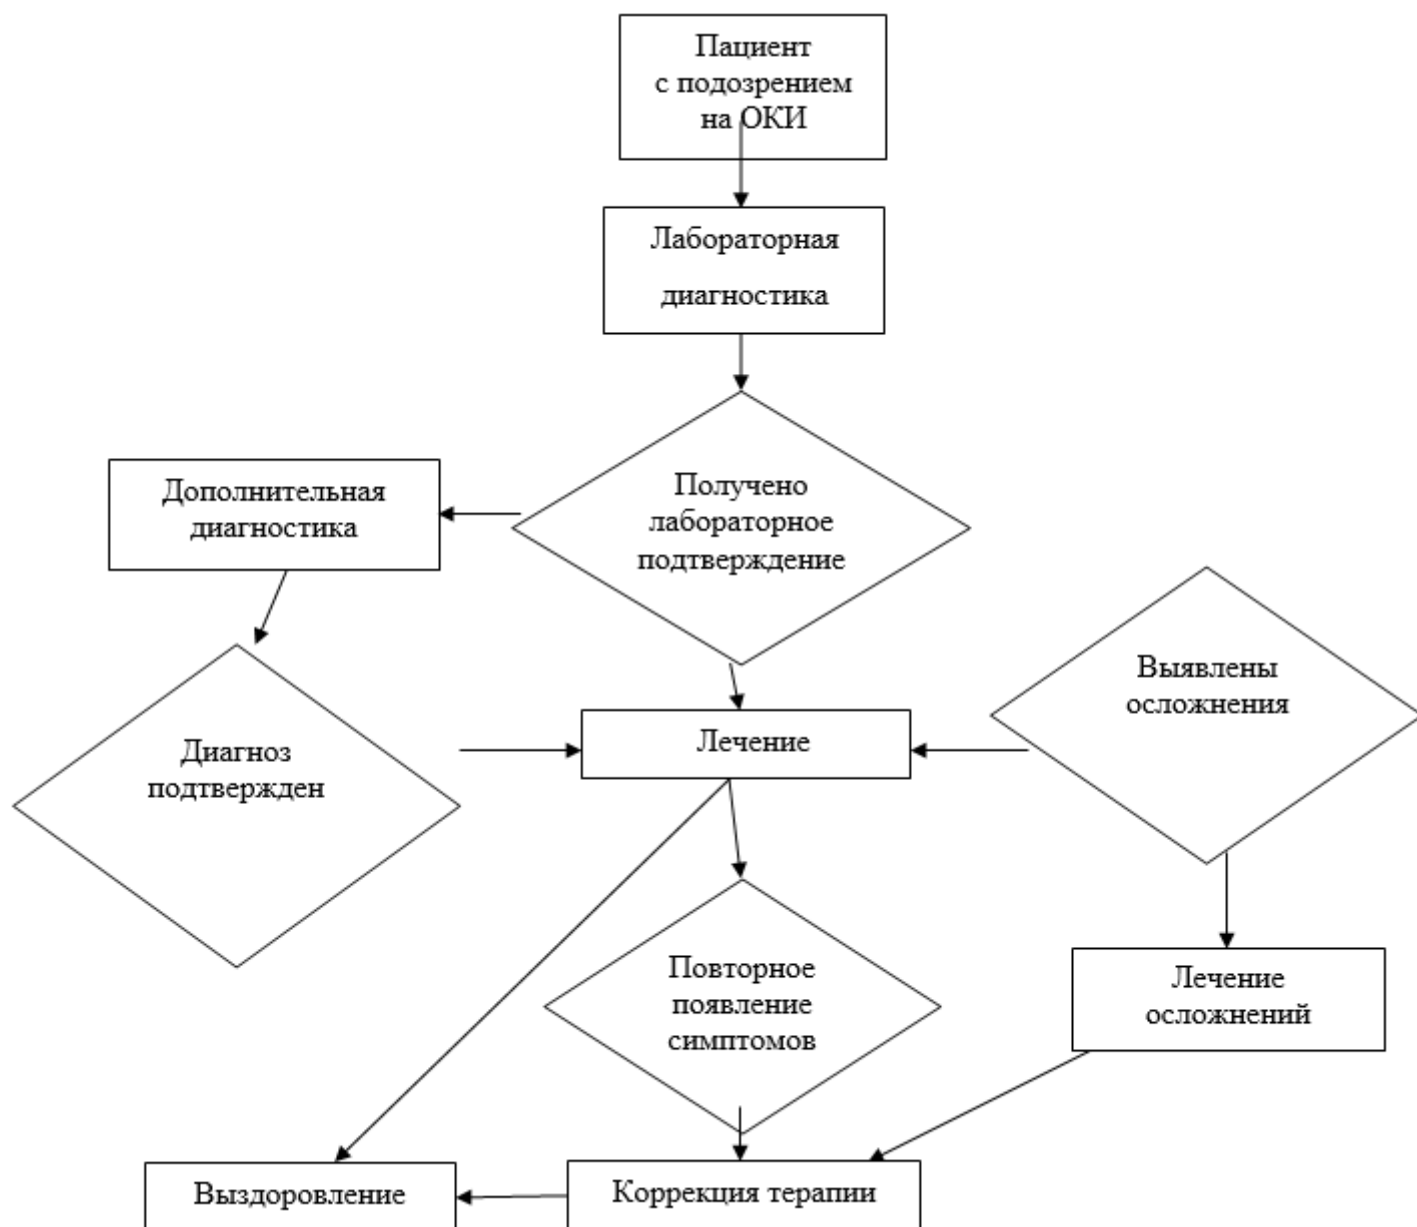 Пациент
с подозрением
на ОКИ
Лабораторная
диагностика
Получено
лабораторное
подтверждение
Дополнительная
диагностика
Выявлены
осложнения
Диагноз
подтвержден
Лечение
Повторное
появление
симптомов
Лечение
осложнений
Выздоровление
Коррекция терапии